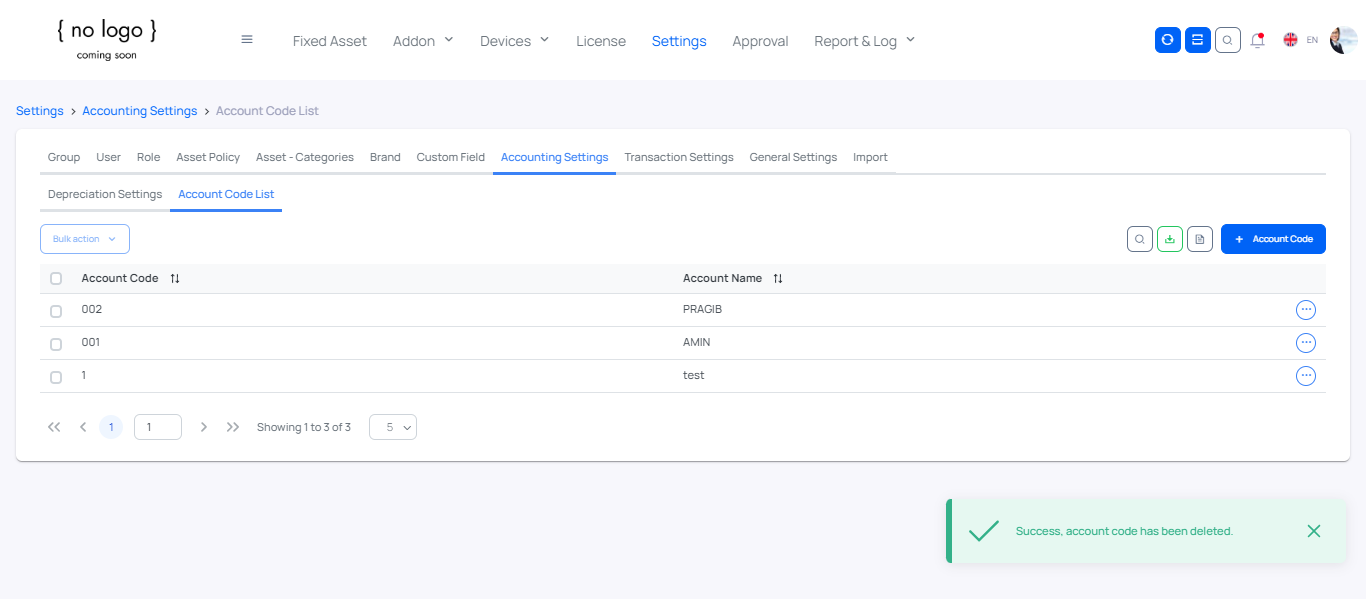 { no logo }
coming soon
Fixed Asset Addon Devices License Settings Approval Report & Log EN
Settings > Accounting Settings > Account Code List
Group User Role Asset Policy Asset - Categories Brand Custom Field Accounting Settings Transaction Settings General Settings Import
Depreciation Settings Account Code List
Bulk action + Account Code
Account Code Account Name
002 PRAGIB
001 AMIN
1 test
1 1 Showing 1 to 3 of 3 5
Success, account code has been deleted.